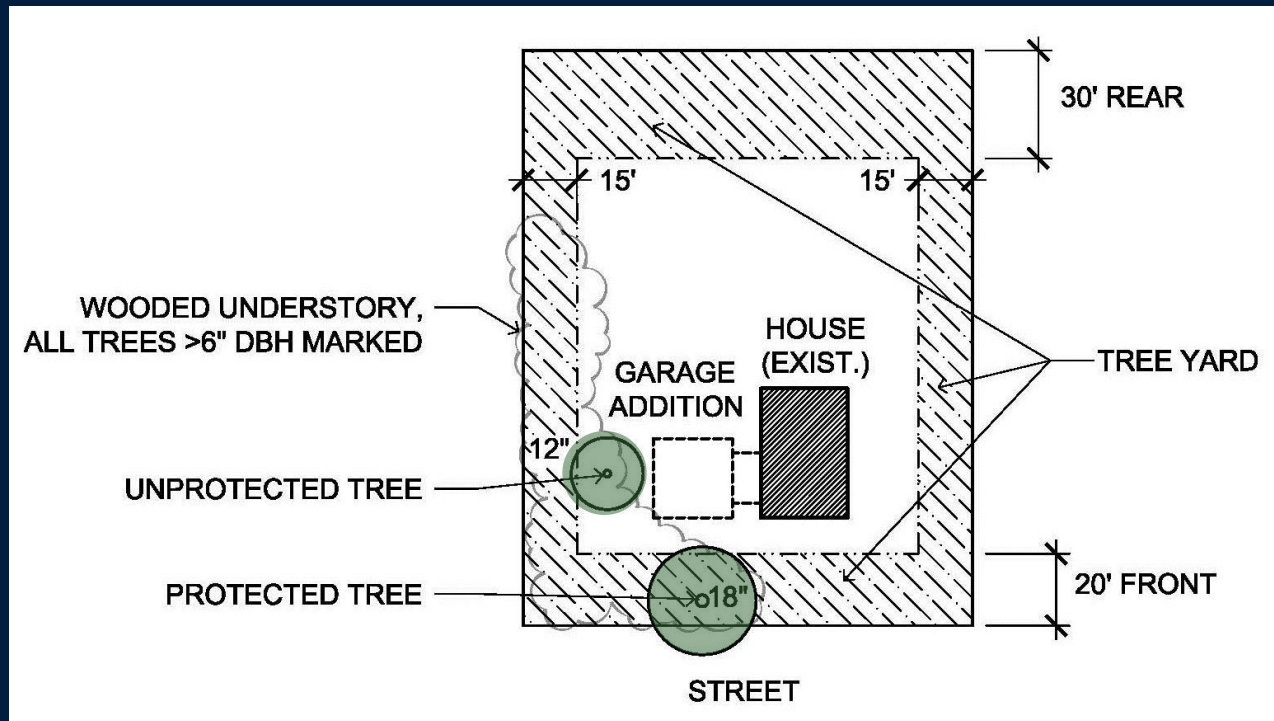 30' REAR
15'
15'
WOODED UNDERSTORY,
ALL TREES >6" DBH MARKED
HOUSE
(EXIST.)
GARAGE
ADDITION
TREE YARD
12"
UNPROTECTED TREE
PROTECTED TREE
18"
20' FRONT
STREET